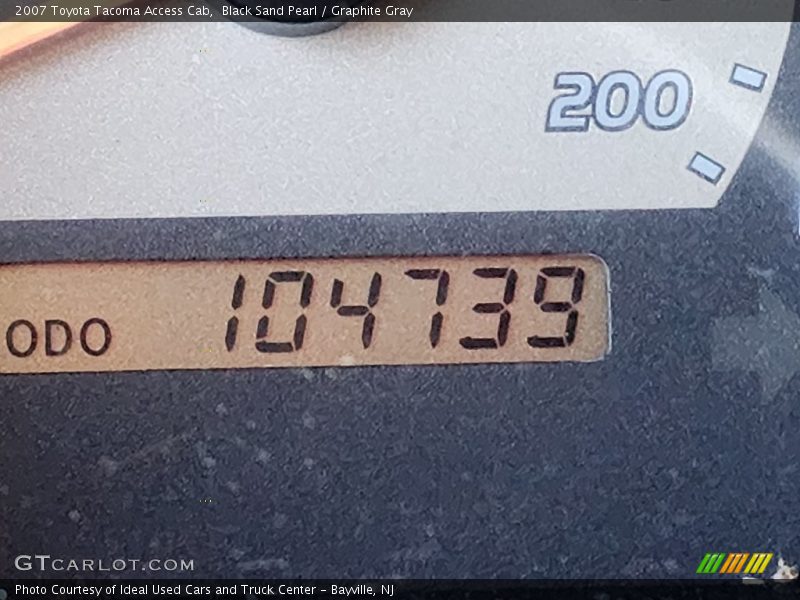 2007 Toyota Tacoma Access Cab, Black Sand Pearl / Graphite Gray
200
ODO 104739
GTCARLOT.COM
Photo Courtesy of Ideal Used Cars and Truck Center - Bayville, NJ